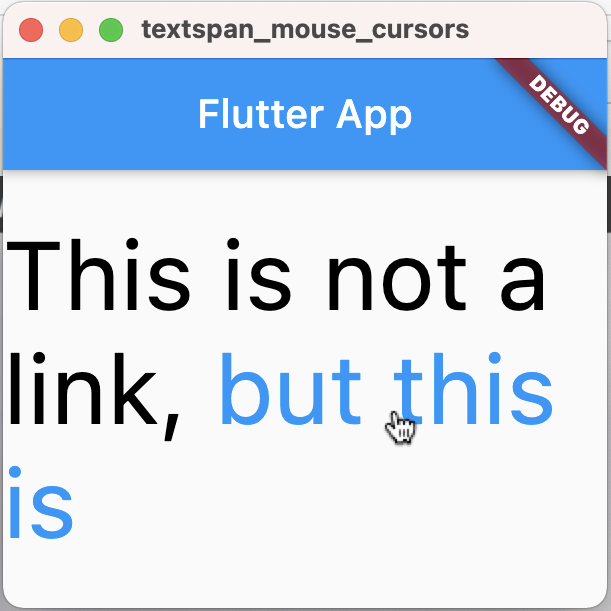 textspan_mouse_cursors
Flutter App
DEBUG
This is not a
link, but this
is